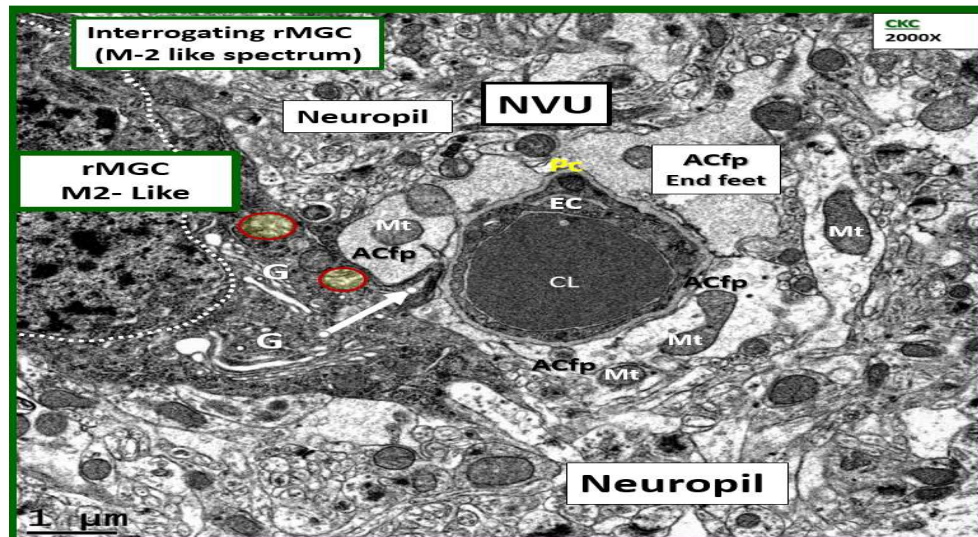 Interrogating rMGC
(M-2 like spectrum)
CKC
2000X
Neuropil
NVU
rMGC
M2- Like
Pc
ACfp
End feet
EC
Mt
Mt
ACfp
G
CL
ACfp
G
Mt
ACfp
Mt
Neuropil
1 μm